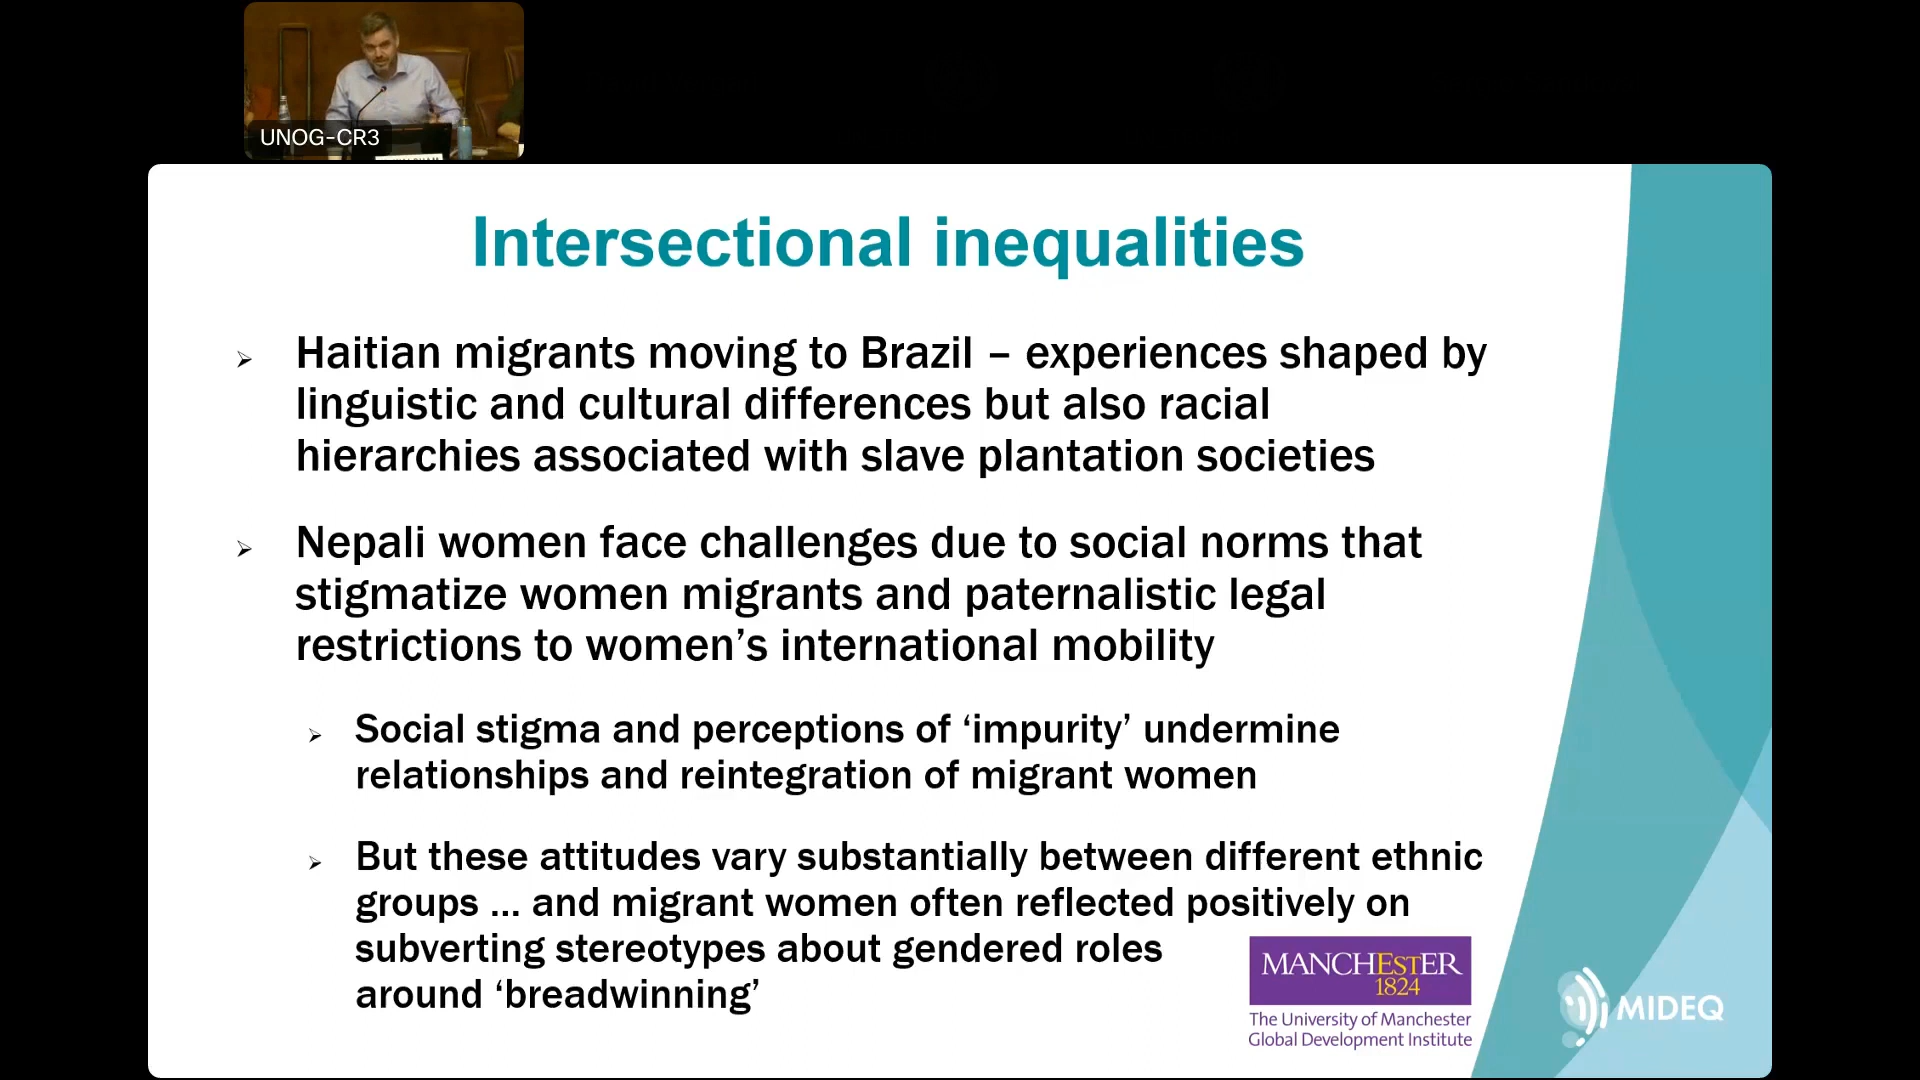 UNOG-CR3
Intersectional inequalities
Haitian migrants moving to Brazil – experiences shaped by
linguistic and cultural differences but also racial
hierarchies associated with slave plantation societies
Nepali women face challenges due to social norms that
stigmatize women migrants and paternalistic legal
restrictions to women’s international mobility
Social stigma and perceptions of ‘impurity’ undermine
relationships and reintegration of migrant women
But these attitudes vary substantially between different ethnic
groups ... and migrant women often reflected positively on
subverting stereotypes about gendered roles
around ‘breadwinning’
MANCHESTER
1824
The University of Manchester
Global Development Institute
MIDEQ